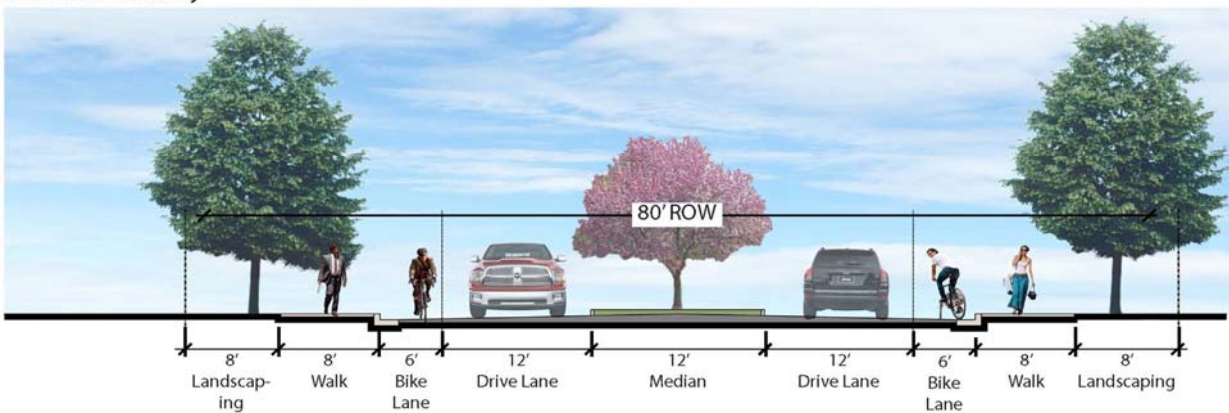 80' ROW
8' 8' 6' 12' 12' 12' 6' 8' 8'
Landscap- Walk Bike Drive Lane Median Drive Lane Bike Walk Landscaping
ing Lane Lane